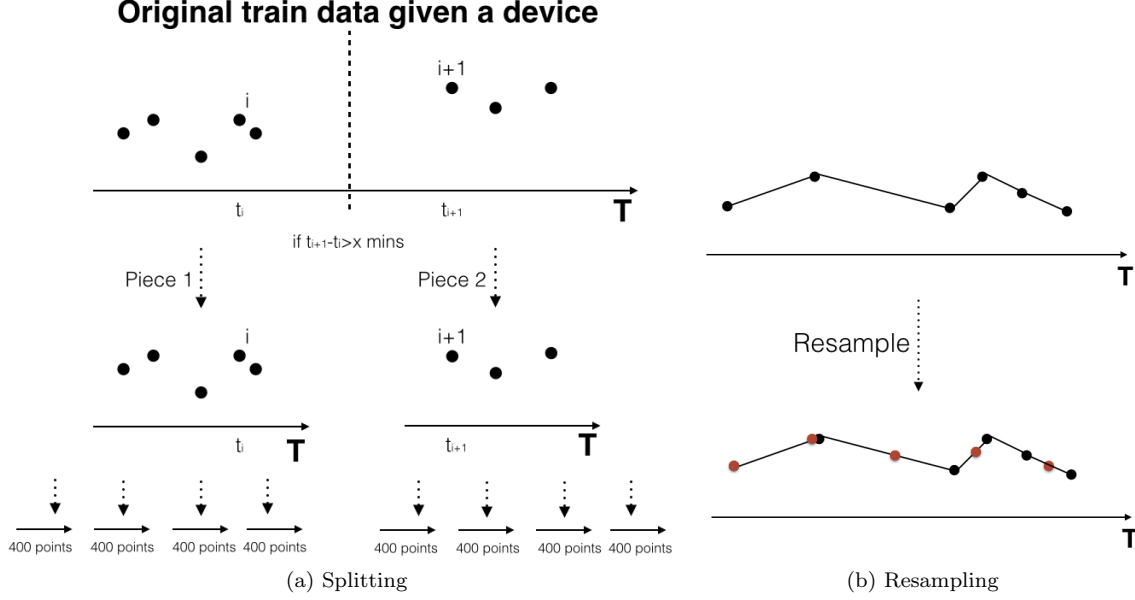 Original train data given a device
i+1
i
ti
ti+1
T
if ti+1-ti>x mins
Piece 1
Piece 2
i
i+1
ti
T
ti+1
T
400 points
400 points
400 points
400 points
400 points
400 points
400 points
400 points
(a) Splitting
T
Resample
T
(b) Resampling